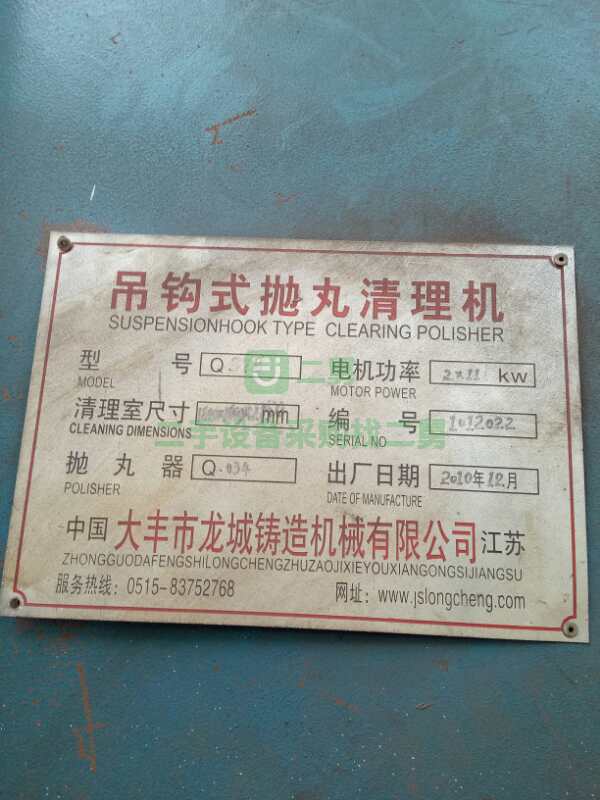 吊钩式抛丸清理机
SUSPENSIONHOOK TYPE CLEARING POLISHER
型 号 Q 电机功率 2×11 kw
MODEL MOTOR POWER
清理室尺寸 mm 编 号 1012022
CLEANING DIMENSIONS SERIAL NO
抛丸器 Q.034 出厂日期 2010年12月
POLISHER DATE OF MANUFACTURE
二男
二手设备采购找二男
中国 大丰市龙城铸造机械有限公司 江苏
ZHONGGUODAFENGSHILONGCHENGZHUZAOJIXIEYOUXIANGONGSIJIANGSU
服务热线：0515-83752768 网址：www.jslongcheng.com